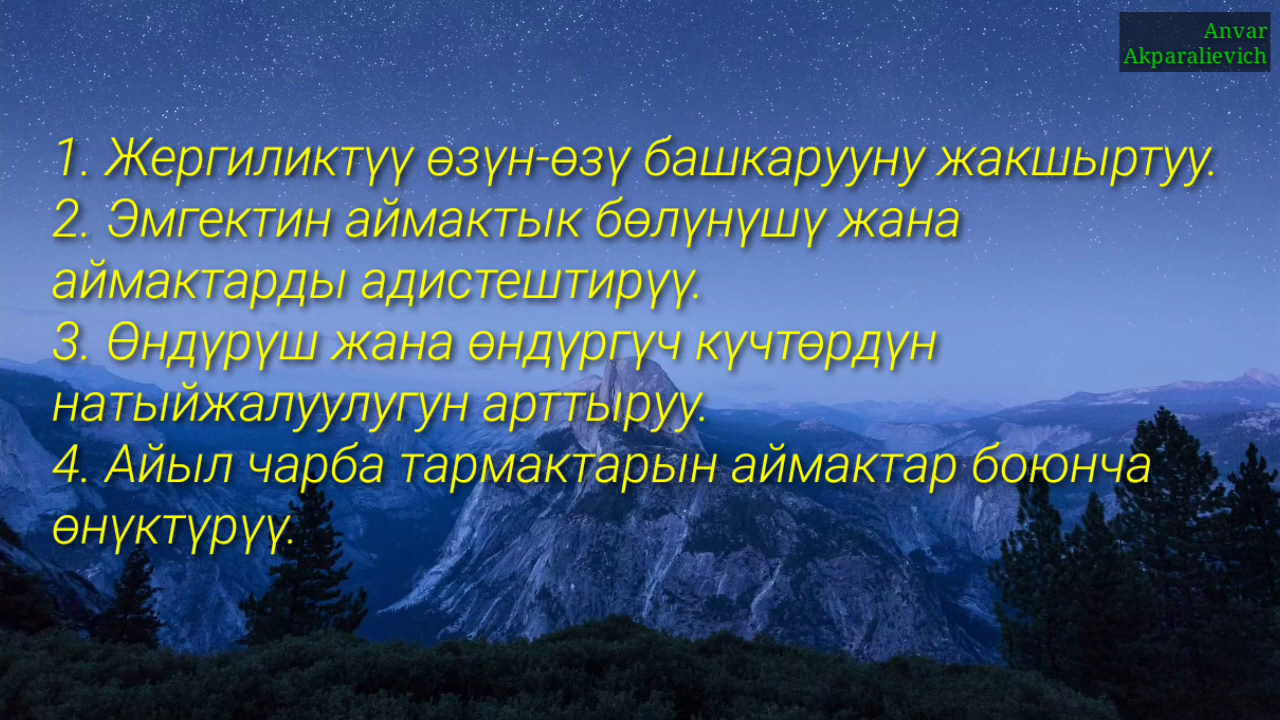 Anvar
Akparalievich
1. Жергиликтүү өзүн-өзү башкарууну жакшыртуу.
2. Эмгектин аймактык бөлүнүшү жана
аймактарды адистештирүү.
3. Өндүрүш жана өндүргүч күчтөрдүн
натыйжалуулугун арттыруу.
4. Айыл чарба тармактарын аймактар боюнча
өнүктүрүү.